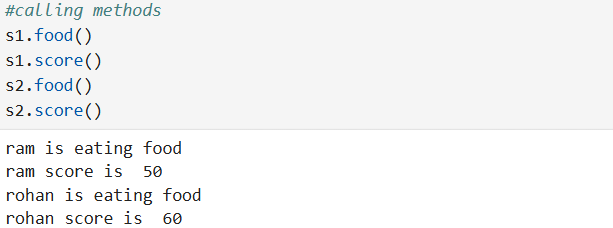 #calling methods
s1.food()
s1.score()
s2.food()
s2.score()
ram is eating food
ram score is  50
rohan is eating food
rohan score is  60